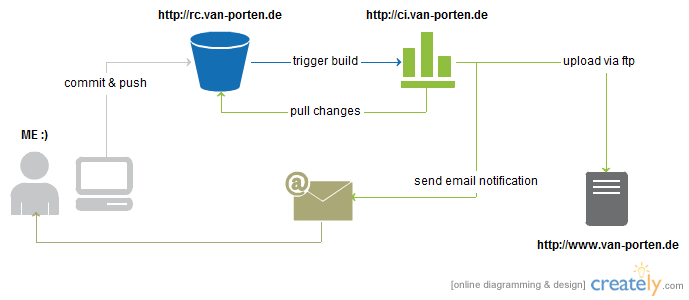 http://rc.van-porten.de
http://ci.van-porten.de
trigger build
upload via ftp
commit & push
pull changes
ME :)
@
send email notification
http://www.van-porten.de
[online diagramming & design] creately.com